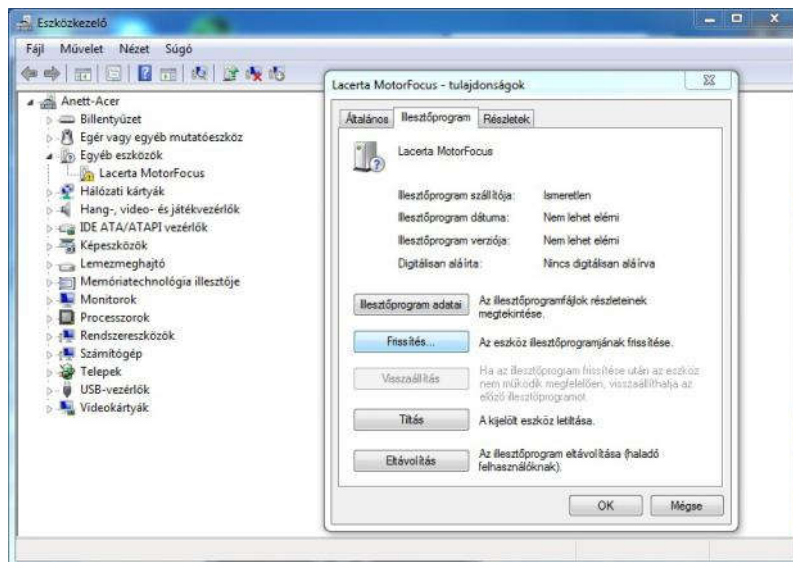 Eszközkezelő
Fájl Művelet Nézet Súgó
Anett-Acer
Billentyűzet
Egér vagy egyéb mutatóeszköz
Egyéb eszközök
Lacerta MotorFocus
Hálózati kártyák
Hang-, video- és játékvezérlők
IDE ATA/ATAPI vezérlők
Képeszközök
Lemezmeghajtó
Memóriatechnológia illesztője
Monitorok
Processzorok
Rendszereszközök
Számítógép
Telepek
USB-vezérlők
Videokártyák
Lacerta MotorFocus - tulajdonságok
Általános Illesztőprogram Részletek
Lacerta MotorFocus
Illesztőprogram szállítója: Ismeretlen
Illesztőprogram dátuma: Nem lehet elérni
Illesztőprogram verziója: Nem lehet elérni
Digitálisan aláírta: Nincs digitálisan aláírva
Illesztőprogram adatai Az illesztőprogramfájlok részleteinek
megtekintése.
Frissítés... Az eszköz illesztőprogramjának frissítése.
Visszaállítás Ha az illesztőprogram frissítése után az eszköz
nem működik megfelelően, visszaállíthatja az
előző illesztőprogramot.
Tiltás A kijelölt eszköz letiltása.
Eltávolítás Az illesztőprogram eltávolítása (haladó
felhasználóknak).
OK Mégse